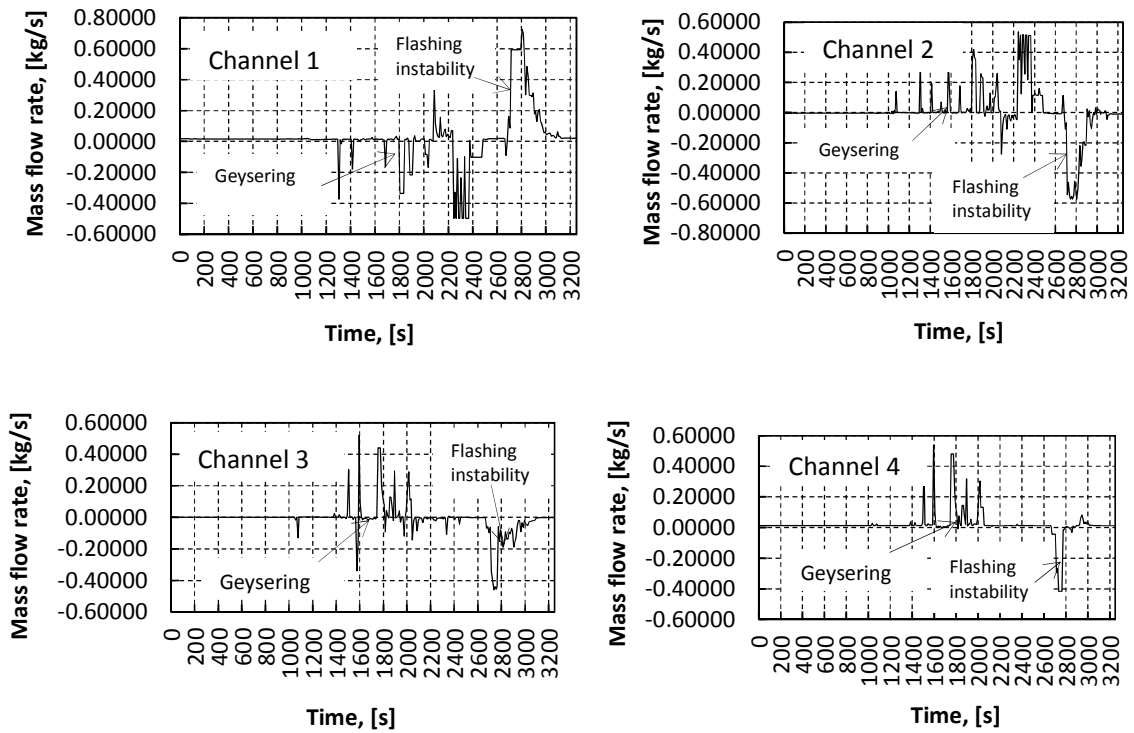 Mass flow rate, [kg/s]
0.80000
0.60000
0.40000
0.20000
0.00000
-0.20000
-0.40000
-0.60000
Channel 1
Flashing
instability
Geysering
0 200 400 600 800 1000 1200 1400 1600 1800 2000 2200 2400 2600 2800 3000 3200
Time, [s]
Mass flow rate, [kg/s]
0.60000
0.40000
0.20000
0.00000
-0.20000
-0.40000
-0.60000
-0.80000
Channel 2
Geysering
Flashing
instability
0 200 400 600 800 1000 1200 1400 1600 1800 2000 2200 2400 2600 2800 3000 3200
Time, [s]
Mass flow rate, [kg/s]
0.60000
0.40000
0.20000
0.00000
-0.20000
-0.40000
-0.60000
Channel 3
Flashing
instability
Geysering
0 200 400 600 800 1000 1200 1400 1600 1800 2000 2200 2400 2600 2800 3000 3200
Time, [s]
Mass flow rate, [kg/s]
0.60000
0.40000
0.20000
0.00000
-0.20000
-0.40000
-0.60000
Channel 4
Geysering
Flashing
instability
0 200 400 600 800 1000 1200 1400 1600 1800 2000 2200 2400 2600 2800 3000 3200
Time, [s]